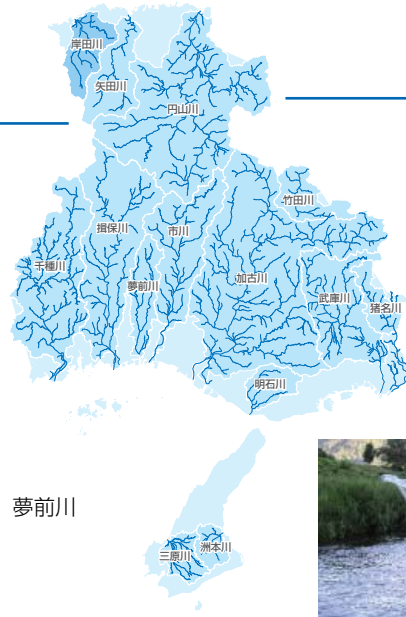 岸田川
矢田川
円山川
竹田川
揖保川
市川
千種川
夢前川
加古川
武庫川
猪名川
明石川
夢前川
三原川
洲本川